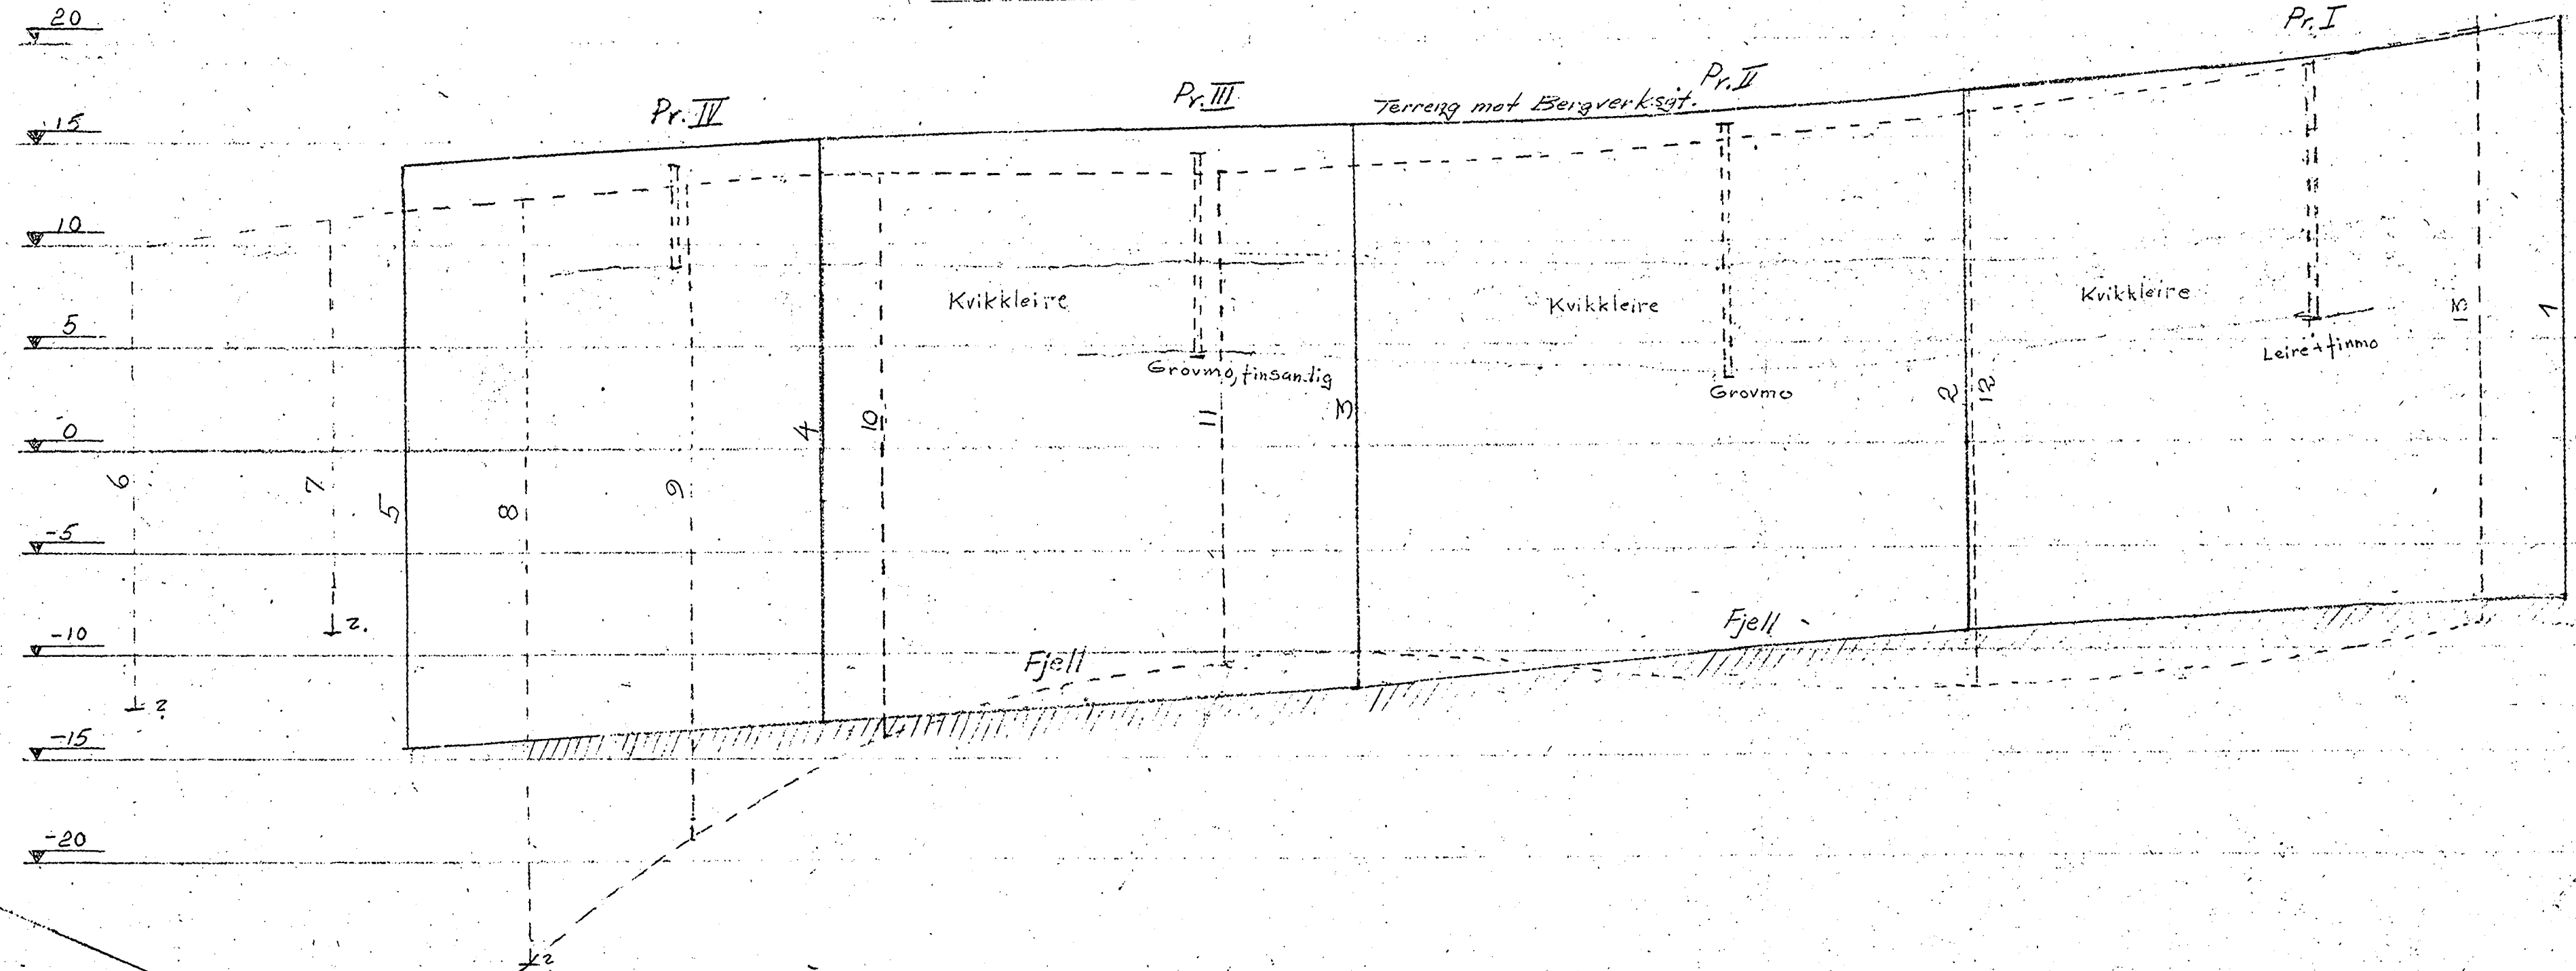 20
15
10
5
0
-5
-10
-15
-20
Pr. IV
Pr. III
Pr. II
Pr. I
Terreng mot Bergverksgt.
Kvikkleire
Kvikkleire
Kvikkleire
Grovmo, finsandig
Grovmo
Leire + finmo
6
7
5
8
9
4
10
11
3
2
12
13
1
Fjell
Fjell
?
?
?